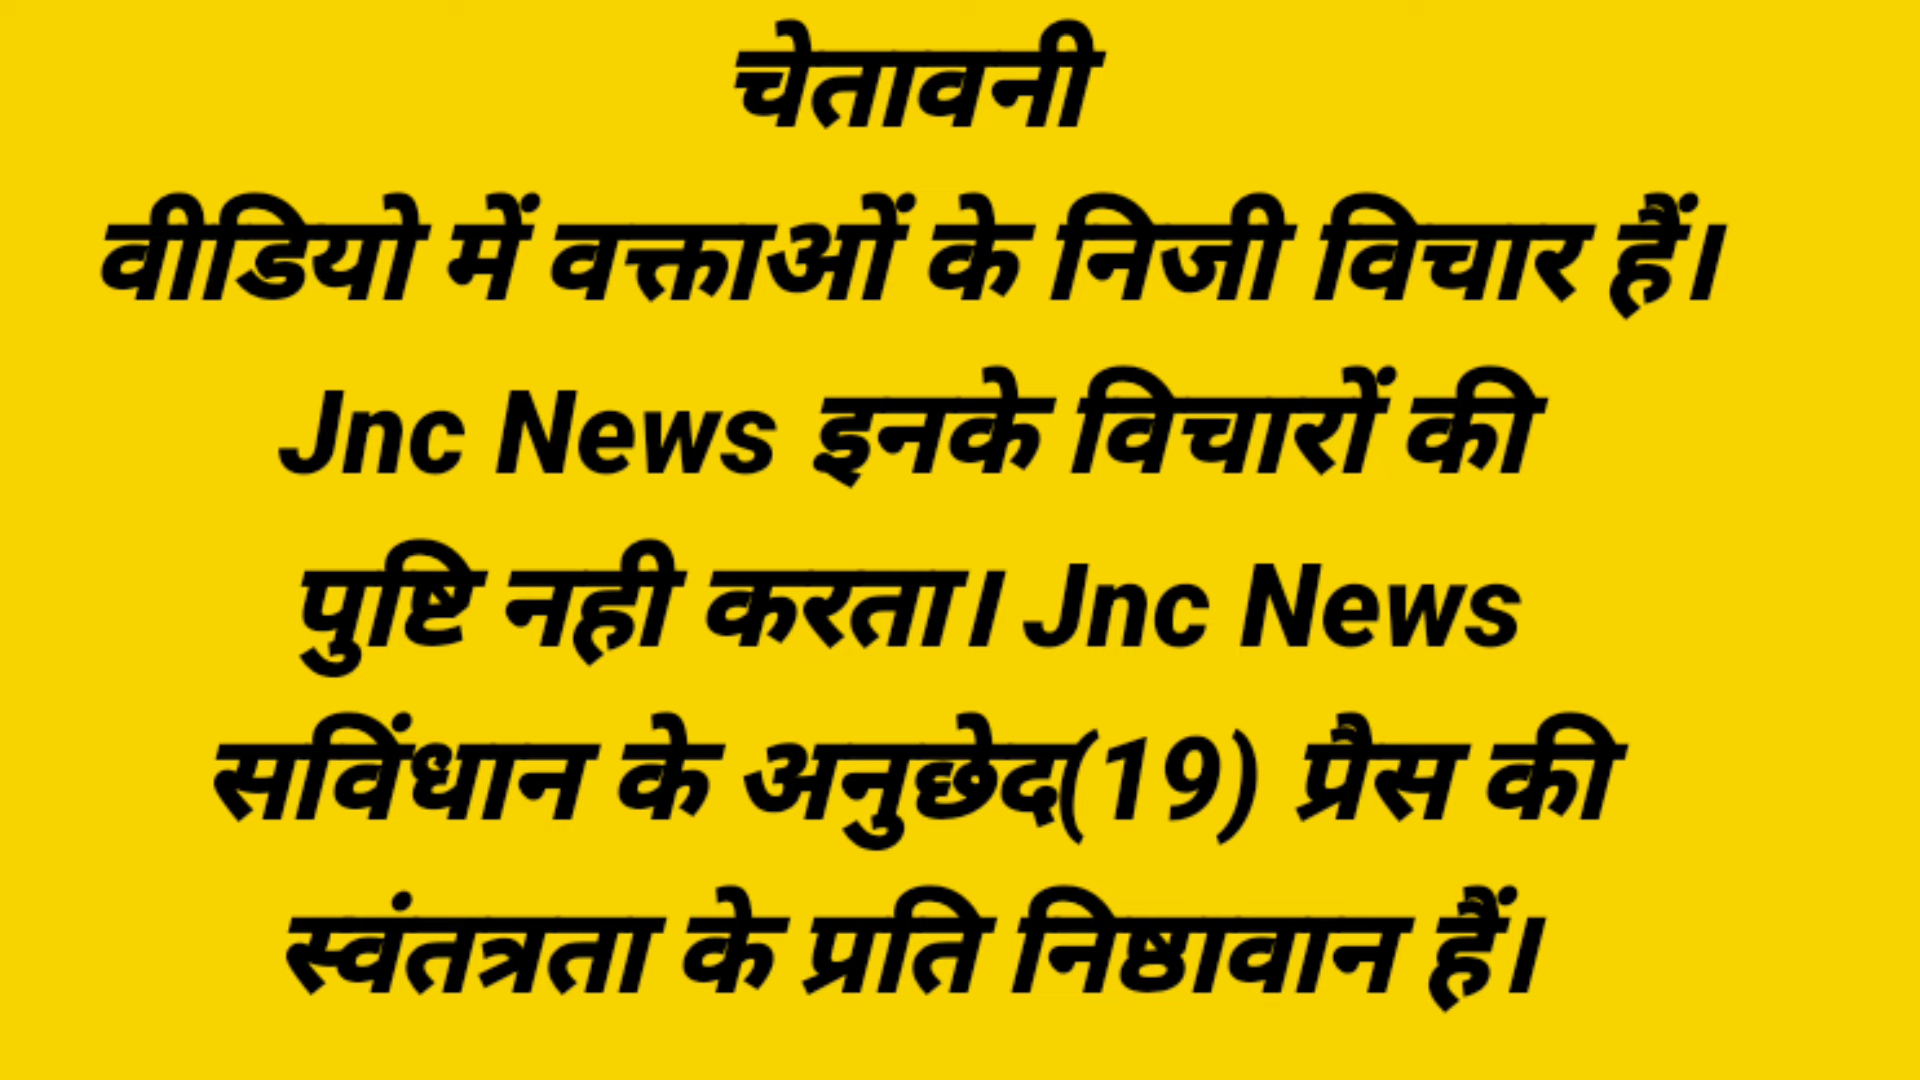 चेतावनी
वीडियो में वक्ताओं के निजी विचार हैं।
Jnc News इनके विचारों की
पुष्टि नही करता। Jnc News
सविंधान के अनुछेद(19) प्रैस की
स्वंतत्रता के प्रति निष्ठावान हैं।